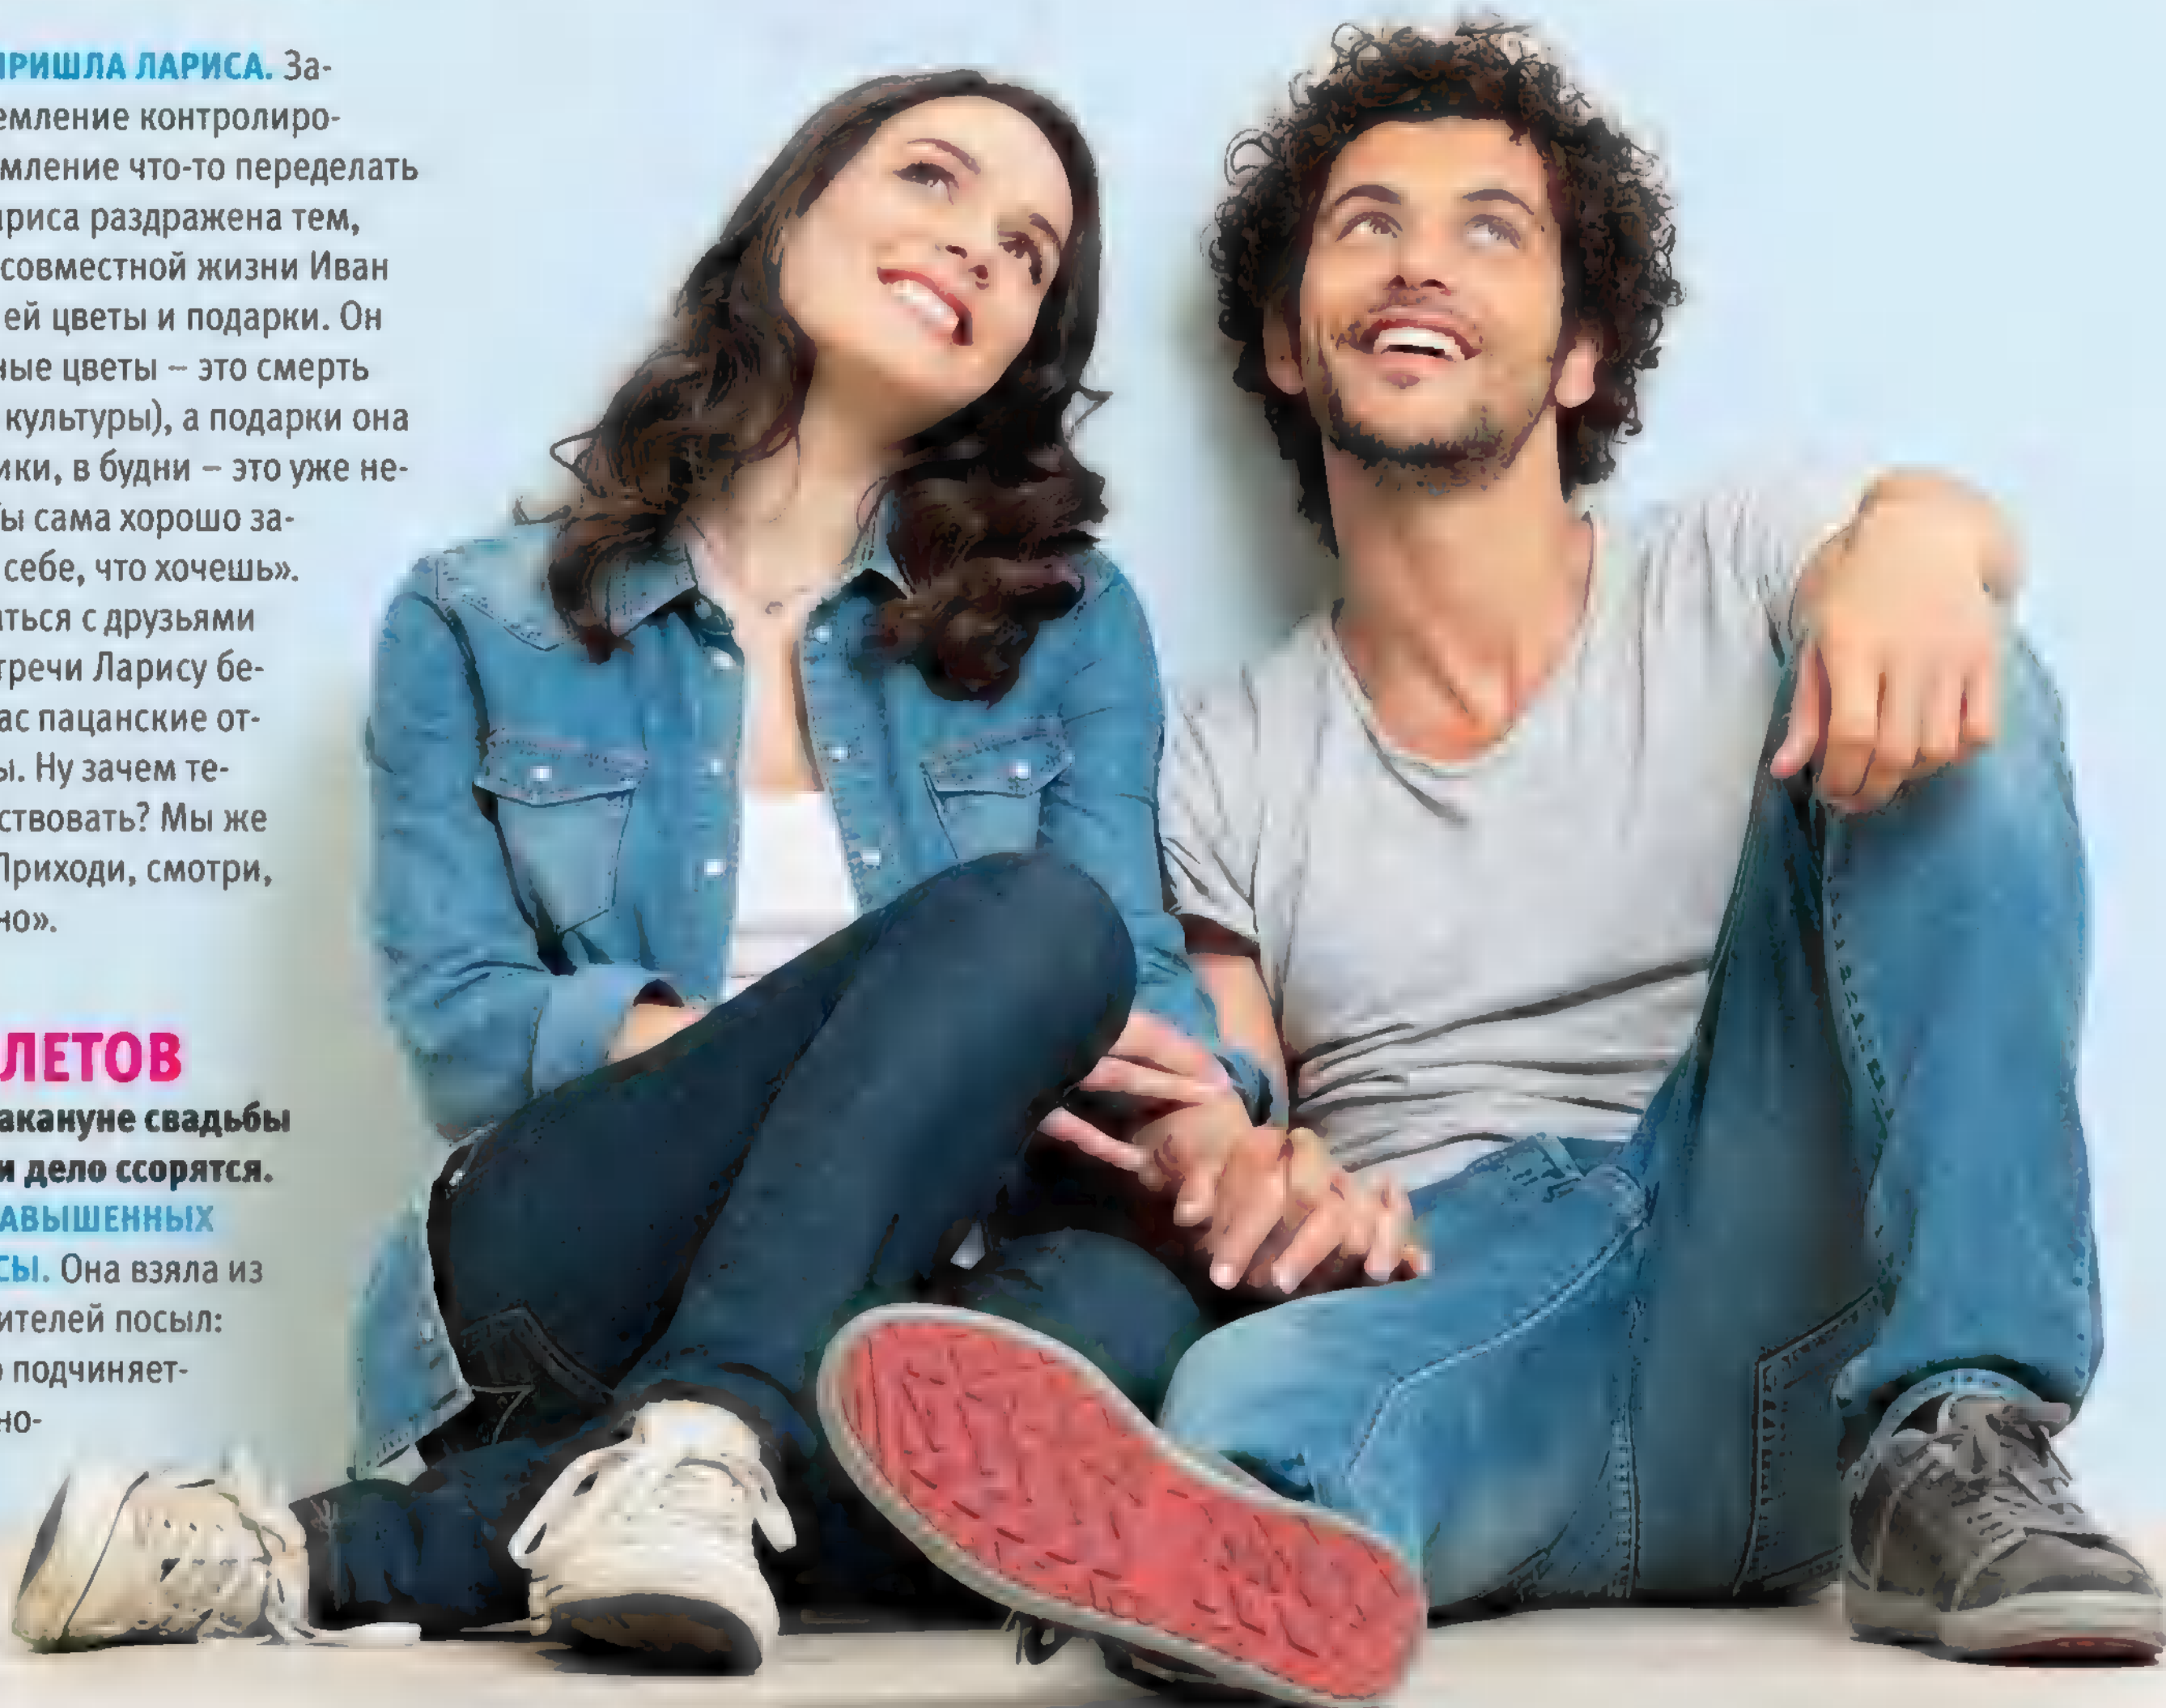 РИШЛА ЛАРИСА. За-
емление контролиро-
мление что-то переделать
риса раздражена тем,
совместной жизни Иван
ей цветы и подарки. Он
ные цветы – это смерть
культуры), а подарки она
ики, в будни – это уже не-
ы сама хорошо за-
себе, что хочешь».
ться с друзьями
речи Ларису бе-
ас пацанские от-
ы. Ну зачем те-
ствовать? Мы же
Приходи, смотри,
но».
ЛЕТОВ
акануне свадьбы
и дело ссорятся.
АВЫШЕННЫХ
СЫ. Она взяла из
ителей посыл:
о подчиняет-
но-